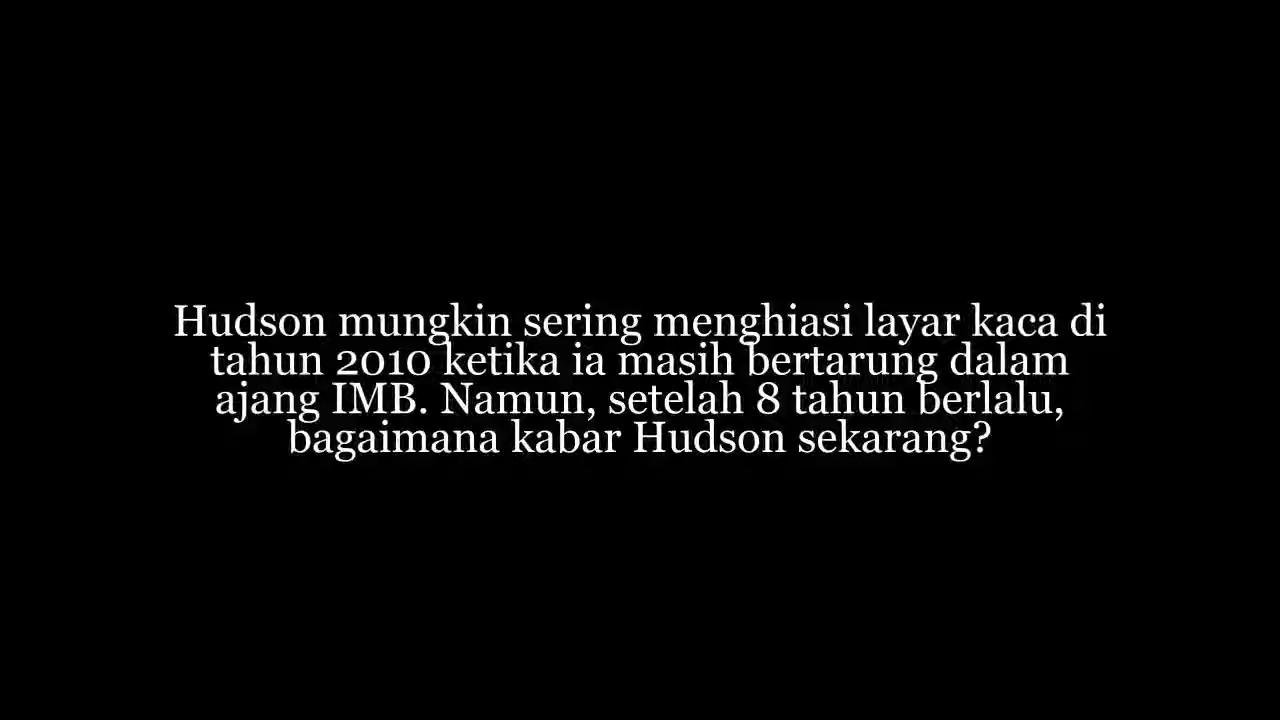 Hudson mungkin sering menghiasi layar kaca di
tahun 2010 ketika ia masih bertarung dalam
ajang IMB. Namun, setelah 8 tahun berlalu,
bagaimana kabar Hudson sekarang?